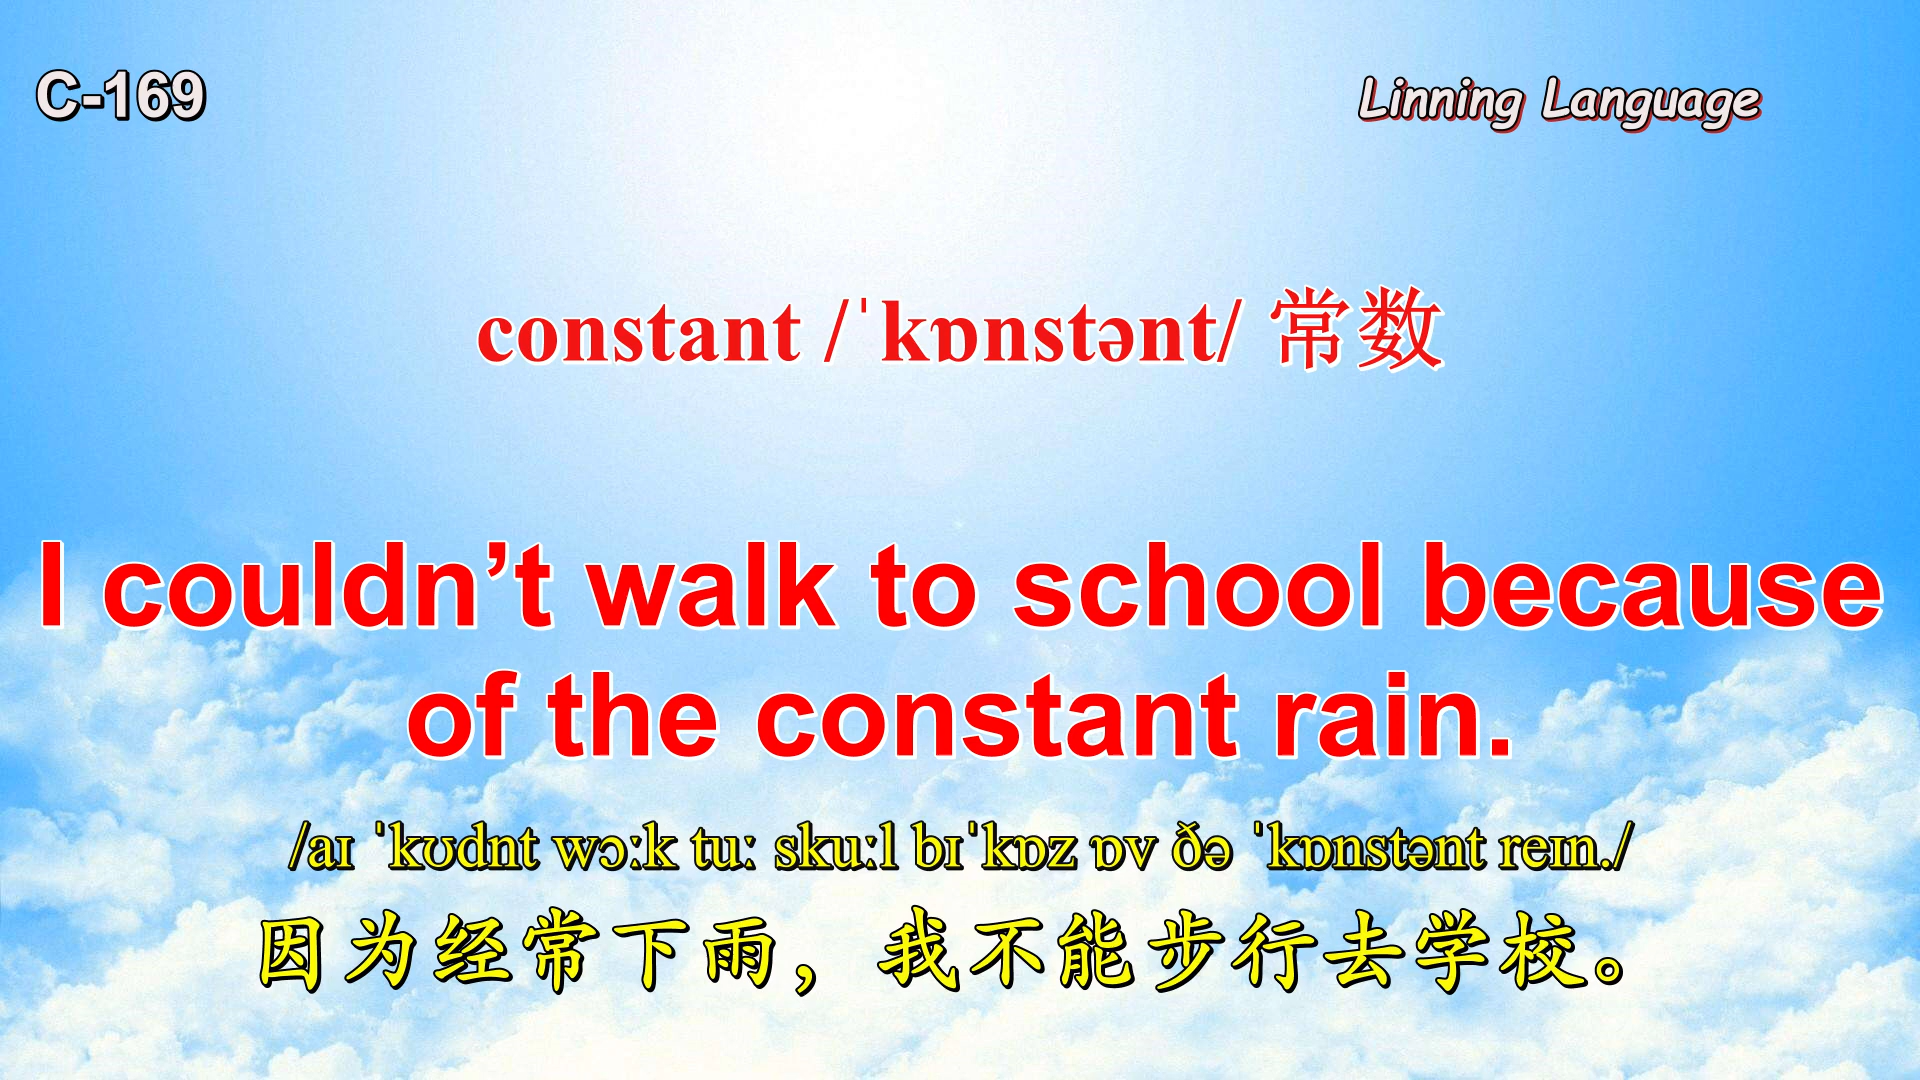 C-169
Linning Language
constant /ˈkɒnstənt/ 常数
I couldn’t walk to school because
of the constant rain.
/aɪ ˈkʊdnt wɔːk tuː skuːl bɪˈkɒz ɒv ðə ˈkɒnstənt reɪn./
因为经常下雨，我不能步行去学校。